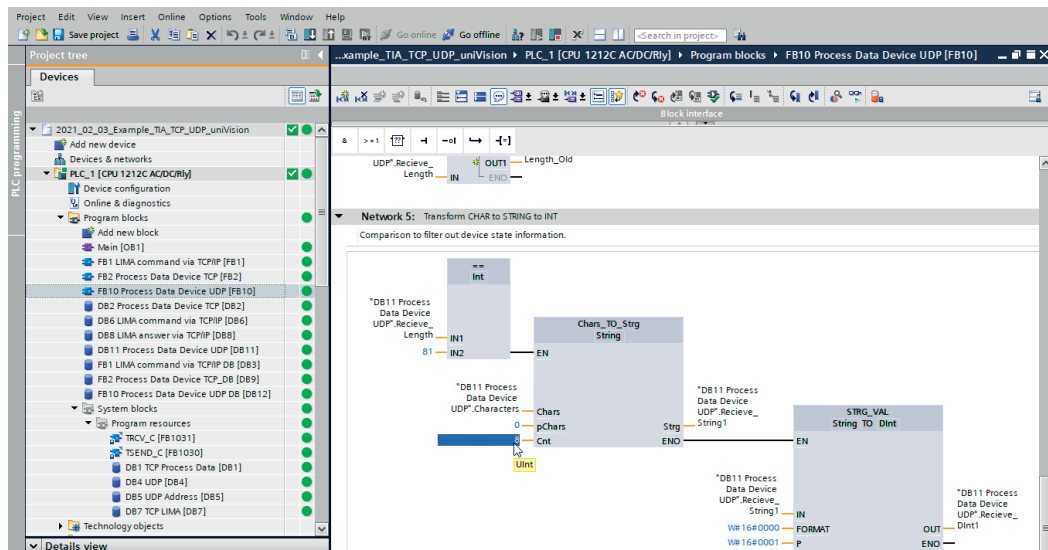 Project Edit View Insert Online Options Tools Window Help
Save project Go online Go offline <Search in project>
Project tree
...xample_TIA_TCP_UDP_uniVision PLC_1 [CPU 1212C AC/DC/Rly] Program blocks FB10 Process Data Device UDP [FB10]
Devices
PLC programming
Block interface
2021_02_03_Example_TIA_TCP_UDP_uniVision
Add new device
Devices & networks
PLC_1 [CPU 1212C AC/DC/Rly]
Device configuration
Online & diagnostics
Program blocks
Add new block
Main [OB1]
FB1 LIMA command via TCP/IP [FB1]
FB2 Process Data Device TCP [FB2]
FB10 Process Data Device UDP [FB10]
DB2 Process Data Device TCP [DB2]
DB6 LIMA command via TCP/IP [DB6]
DB8 LIMA answer via TCP/IP [DB8]
DB11 Process Data Device UDP [DB11]
FB1 LIMA command via TCP/IP DB [DB3]
FB2 Process Data Device TCP_DB [DB9]
FB10 Process Data Device UDP DB [DB12]
System blocks
Program resources
TRCV_C [FB1031]
TSEND_C [FB1030]
DB1 TCP Process Data [DB1]
DB4 UDP [DB4]
DB5 UDP Address [DB5]
DB7 TCP LIMA [DB7]
Technology objects
Details view
& >=1 ??
UDP".Recieve_
Length IN
OUT1 Length_Old
ENO
Network 5: Transform CHAR to STRING to INT
Comparison to filter out device state information.
==
Int
"DB11 Process
Data Device
UDP".Recieve_
Length IN1
81 IN2
Chars_TO_Strg
String
EN
"DB11 Process
Data Device
UDP".Characters Chars
0 pChars
8 Cnt
UInt
Strg
ENO
"DB11 Process
Data Device
UDP".Recieve_
String1
STRG_VAL
String TO DInt
EN
"DB11 Process
Data Device
UDP".Recieve_
String1 IN
W#16#0000 FORMAT
W#16#0001 P
OUT
ENO
"DB11 Process
Data Device
UDP".Recieve_
DInt1